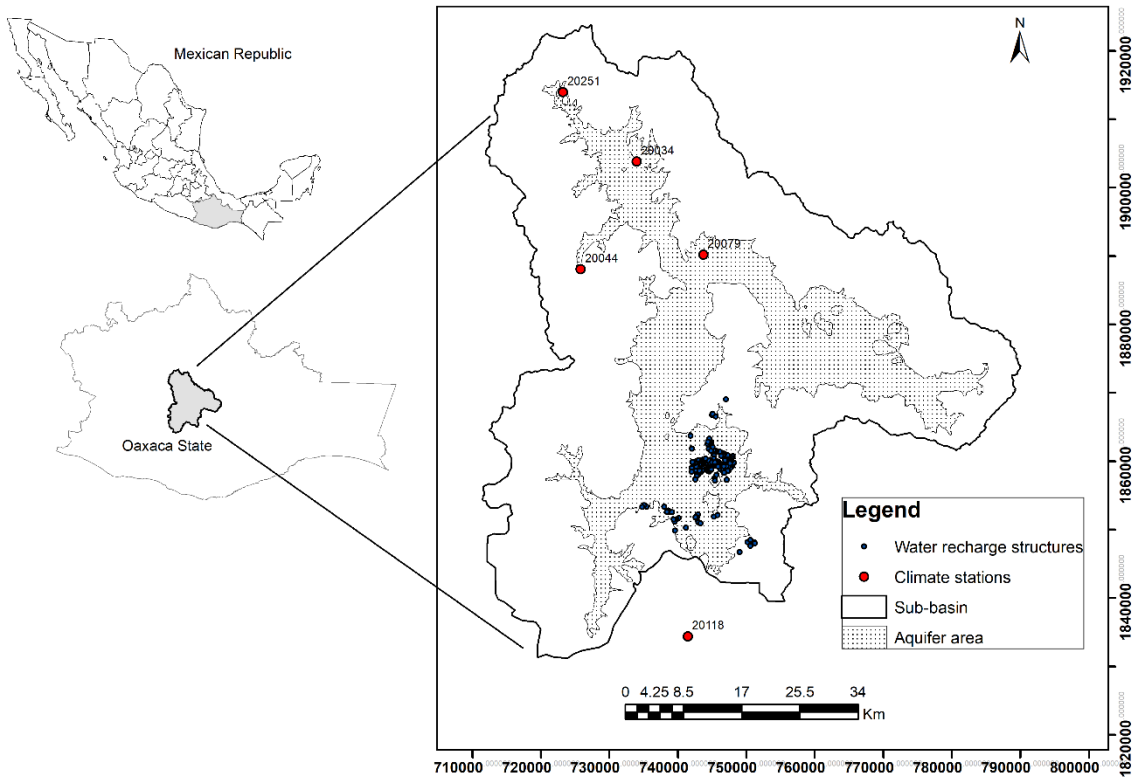 Mexican Republic
N
20251
20034
20079
20044
Oaxaca State
Legend
Water recharge structures
Climate stations
Sub-basin
Aquifer area
20118
0 4.25 8.5 17 25.5 34
Km
1920000
1900000
1880000
1860000
1840000
1820000
710000 720000 730000 740000 750000 760000 770000 780000 790000 800000